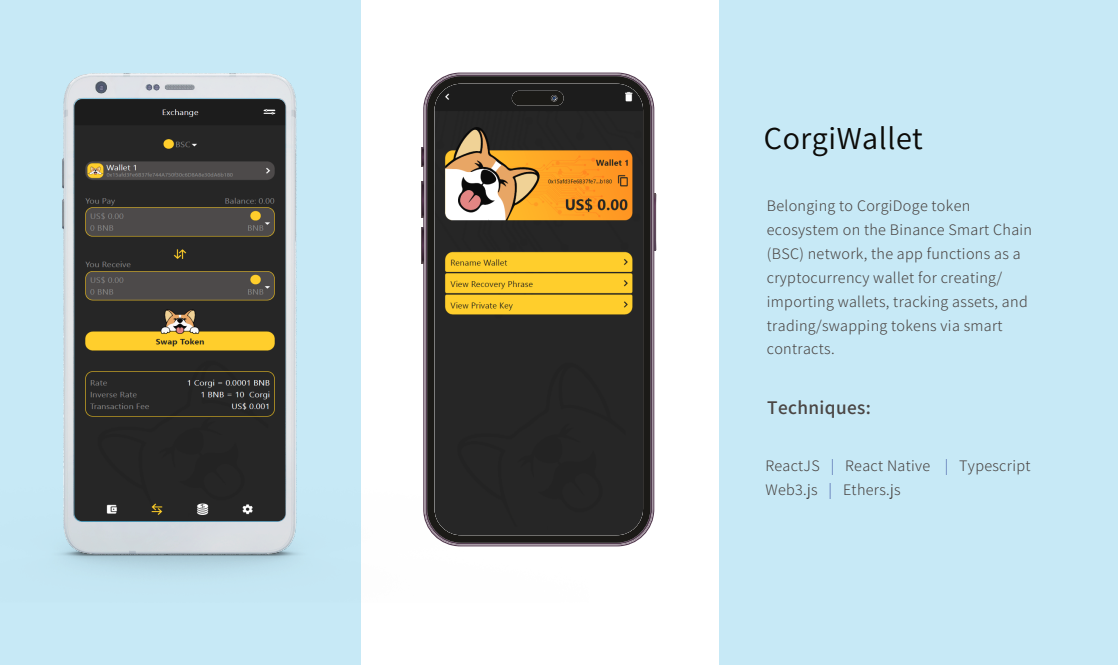 Exchange
BSC
Wallet 1
You Pay
Balance: 0.00
US$ 0.00
0 BNB
BNB
You Receive
US$ 0.00
0 BNB
BNB
Swap Token
Rate
1 Corgi = 0.0001 BNB
Inverse Rate
1 BNB = 10 Corgi
Transaction Fee
US$ 0.001
Wallet 1
0x15afd3Fe6B37fe7...b180
US$ 0.00
Rename Wallet
View Recovery Phrase
View Private Key
CorgiWallet
Belonging to CorgiDoge token
ecosystem on the Binance Smart Chain
(BSC) network, the app functions as a
cryptocurrency wallet for creating/
importing wallets, tracking assets, and
trading/swapping tokens via smart
contracts.
Techniques:
ReactJS | React Native | Typescript
Web3.js | Ethers.js